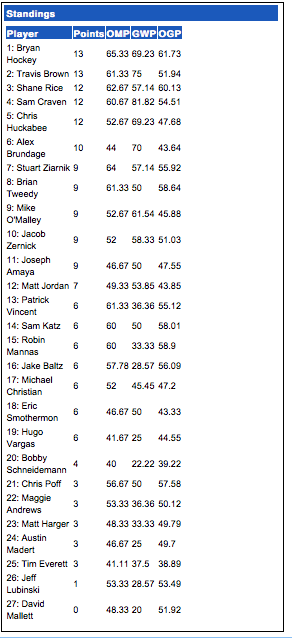 Standings
Player Points OMP GWP OGP
1: Bryan
Hockey 13 65.33 69.23 61.73
2: Travis Brown 13 61.33 75 51.94
3: Shane Rice 12 62.67 57.14 60.13
4: Sam Craven 12 60.67 81.82 54.51
5: Chris
Huckabee 12 52.67 69.23 47.68
6: Alex
Brundage 10 44 70 43.64
7: Stuart Ziarnik 9 64 57.14 55.92
8: Brian
Tweedy 9 61.33 50 58.64
9: Mike
O'Malley 9 52.67 61.54 45.88
10: Jacob
Zernick 9 52 58.33 51.03
11: Joseph
Amaya 9 46.67 50 47.55
12: Matt Jordan 7 49.33 53.85 43.85
13: Patrick
Vincent 6 61.33 36.36 55.12
14: Sam Katz 6 60 50 58.01
15: Robin
Mannas 6 60 33.33 58.9
16: Jake Baltz 6 57.78 28.57 56.09
17: Michael
Christian 6 52 45.45 47.2
18: Eric
Smothermon 6 46.67 50 43.33
19: Hugo
Vargas 6 41.67 25 44.55
20: Bobby
Schneidemann 4 40 22.22 39.22
21: Chris Poff 3 56.67 50 57.58
22: Maggie
Andrews 3 53.33 36.36 50.12
23: Matt Harger 3 48.33 33.33 49.79
24: Austin
Madert 3 46.67 25 49.7
25: Tim Everett 3 41.11 37.5 38.89
26: Jeff
Lubinski 1 53.33 28.57 53.49
27: David
Mallett 0 48.33 20 51.92